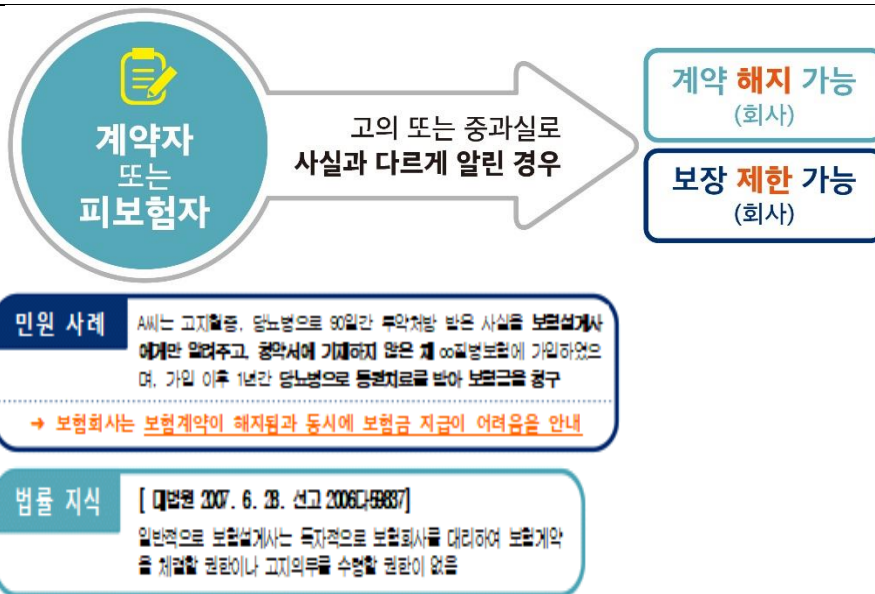 계약자
또는
피보험자
고의 또는 중과실로
사실과 다르게 알린 경우
계약 해지 가능
(회사)
보장 제한 가능
(회사)
민원 사례
A씨는 고지혈증, 당뇨병으로 90일간 투약처방 받은 사실을 보험설계사
에게만 알려주고, 청약서에 기재하지 않은 채 ∞질병보험에 가입하였으
며, 가입 이후 1년간 당뇨병으로 통원치료를 받아 보험금을 청구
→ 보험회사는 보험계약이 해지됨과 동시에 보험금 지급이 어려움을 안내
법률 지식
[ 대법원 2007. 6. 28. 선고 2006다59837]
일반적으로 보험설계사는 독자적으로 보험회사를 대리하여 보험계약
을 체결할 권한이나 고지의무를 수령할 권한이 없음